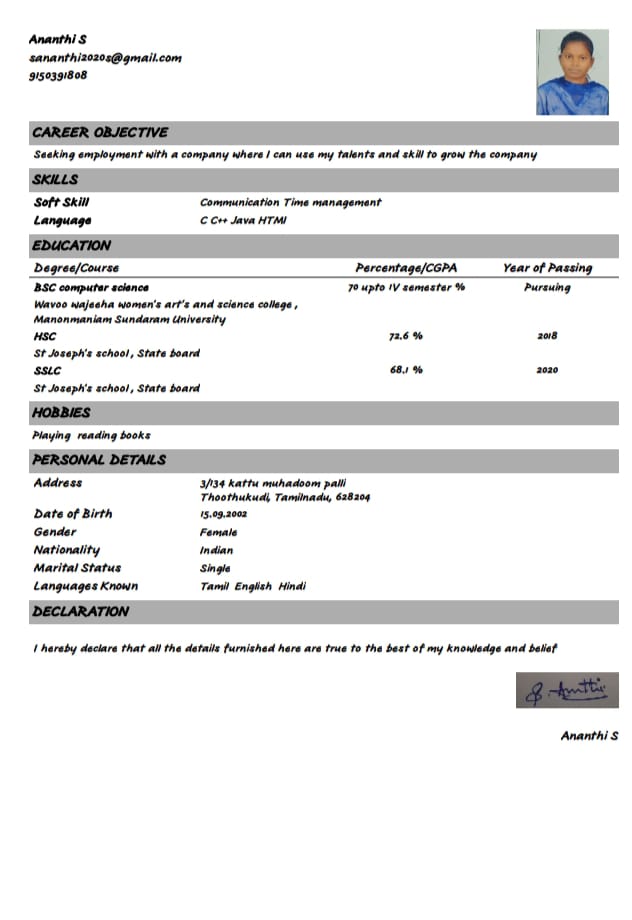 Ananthi S
sananthi2020s@gmail.com
9150391808
CAREER OBJECTIVE
Seeking employment with a company where I can use my talents and skill to grow the company
SKILLS
Soft Skill Communication Time management
Language C C++ Java HTMl
EDUCATION
Degree/Course Percentage/CGPA Year of Passing
BSC computer science 70 upto IV semester % Pursuing
Wavoo wajeeha women's art's and science college ,
Manonmaniam Sundaram University
HSC 72.6 % 2018
St Joseph's school , State board
SSLC 68.1 % 2020
St Joseph's school , State board
HOBBIES
Playing reading books
PERSONAL DETAILS
Address 3/134 kattu muhadoom palli
Thoothukudi, Tamilnadu, 628204
Date of Birth 15.09.2002
Gender Female
Nationality Indian
Marital Status Single
Languages Known Tamil English Hindi
DECLARATION
I hereby declare that all the details furnished here are true to the best of my knowledge and belief
Ananthi S